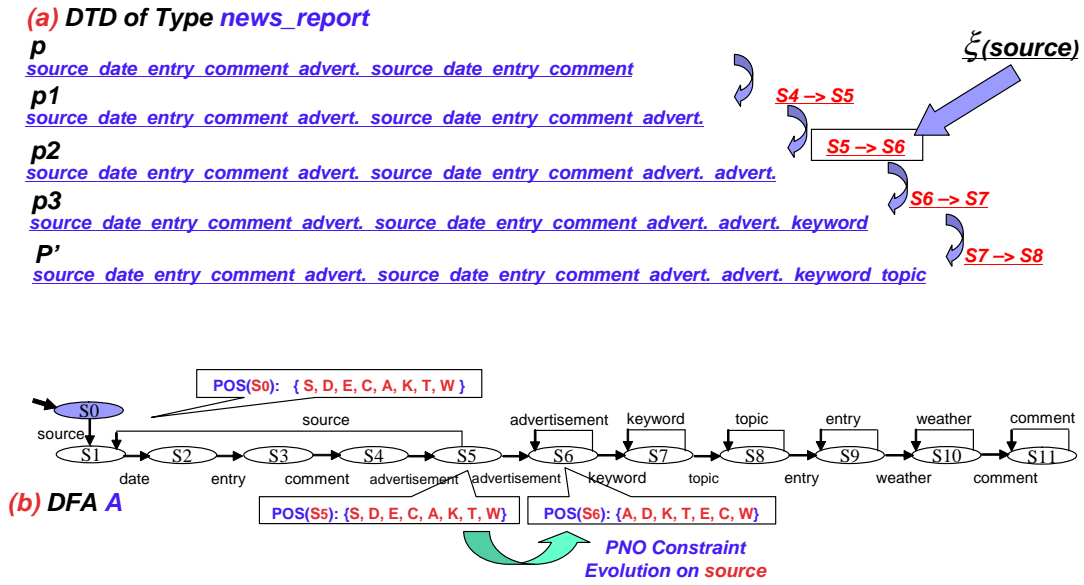 (a) DTD of Type news_report
p
source date entry comment advert. source date entry comment
ξ(source)
S4 –> S5
p1
source date entry comment advert. source date entry comment advert.
S5 –> S6
p2
source date entry comment advert. source date entry comment advert. advert.
S6 –> S7
p3
source date entry comment advert. source date entry comment advert. advert. keyword
S7 –> S8
P’
source date entry comment advert. source date entry comment advert. advert. keyword topic
POS(S0): { S, D, E, C, A, K, T, W }
S0
source
source
advertisement
keyword
topic
entry
weather
comment
S1 S2 S3 S4 S5 S6 S7 S8 S9 S10 S11
date entry comment advertisement advertisement keyword topic entry weather comment
(b) DFA A
POS(S5): {S, D, E, C, A, K, T, W}
POS(S6): {A, D, K, T, E, C, W}
PNO Constraint
Evolution on source